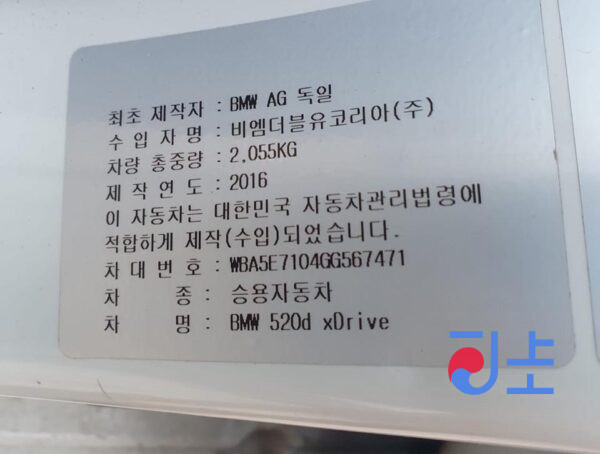 최초 제작자 : BMW AG 독일
수 입 자 명 : 비엠더블유코리아(주)
차량 총중량 : 2,055KG
제 작 연 도 : 2016
이 자동차는 대한민국 자동차관리법령에
적합하게 제작(수입)되었습니다.
차 대 번 호 : WBA5E7104GG567471
차 종 : 승용자동차
차 명 : BMW 520d xDrive